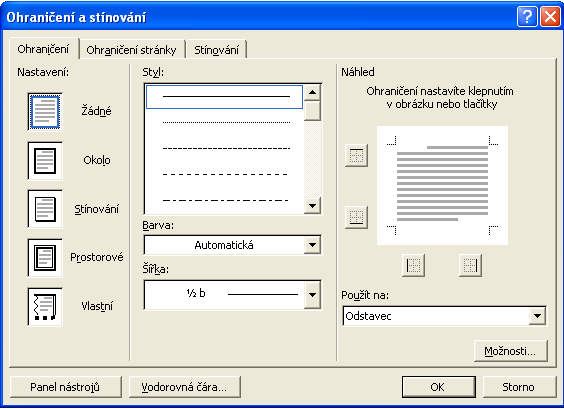 Ohraničení a stínování
Ohraničení
Ohraničení stránky
Stínování
Nastavení:
Žádné
Okolo
Stínování
Prostorové
Vlastní
Styl:
Barva:
Automatická
Šířka:
½ b
Náhled
Ohraničení nastavíte klepnutím
v obrázku nebo tlačítky
Použít na:
Odstavec
Možnosti...
Panel nástrojů
Vodorovná čára...
OK
Storno